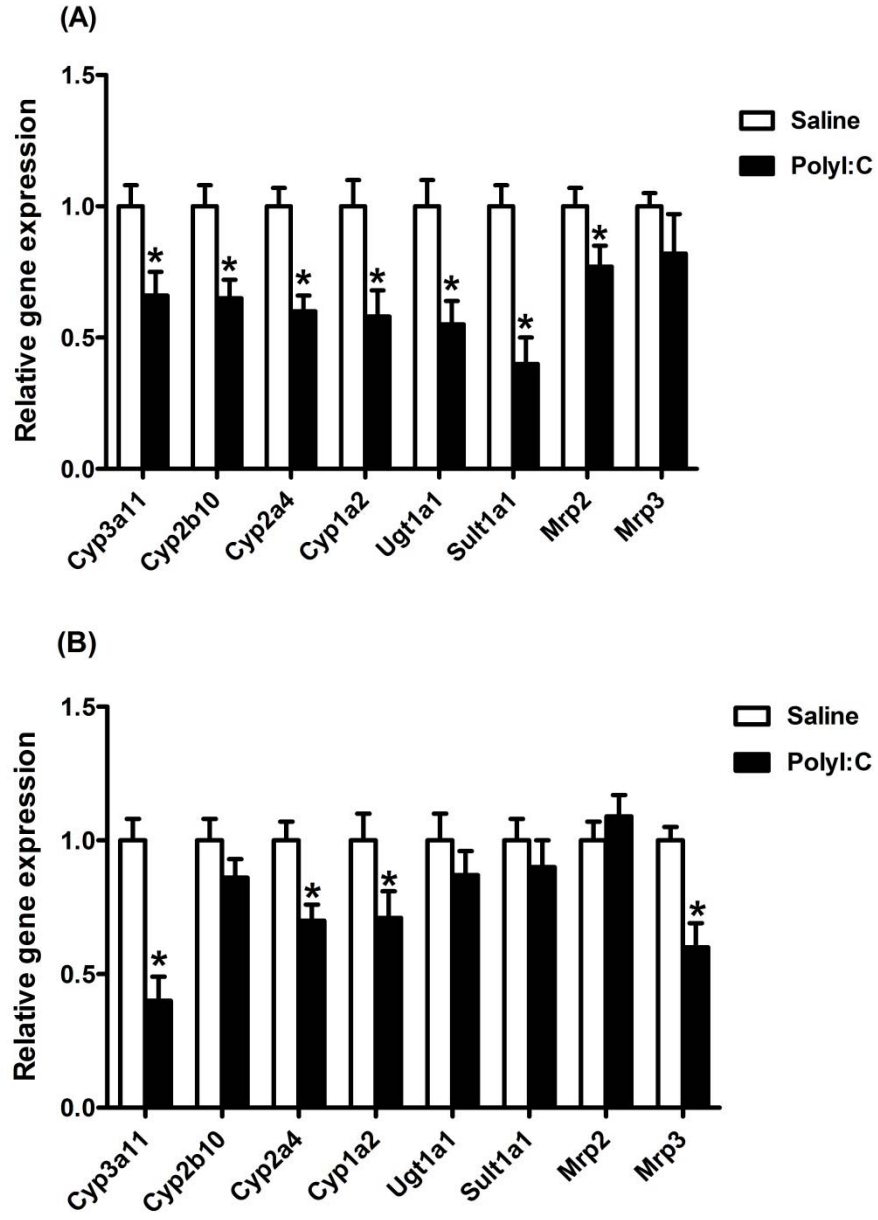 (A)
Relative gene expression
1.5
1.0
0.5
0.0
Saline
PolyI:C
* * * * * * *
Cyp3a11 Cyp2b10 Cyp2a4 Cyp1a2 Ugt1a1 Sult1a1 Mrp2 Mrp3
(B)
Relative gene expression
1.5
1.0
0.5
0.0
Saline
PolyI:C
* * * *
Cyp3a11 Cyp2b10 Cyp2a4 Cyp1a2 Ugt1a1 Sult1a1 Mrp2 Mrp3